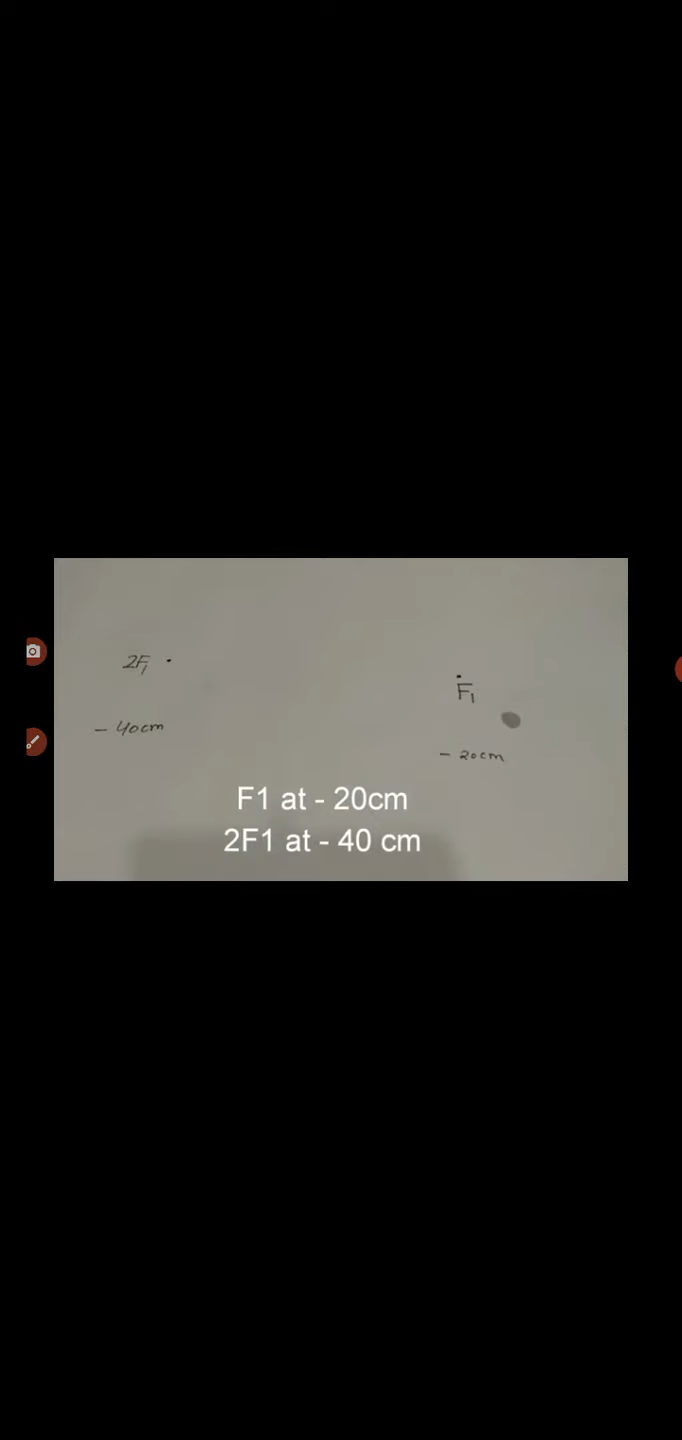 2F1
F1
- 40cm
- 20cm
F1 at - 20cm
2F1 at - 40 cm